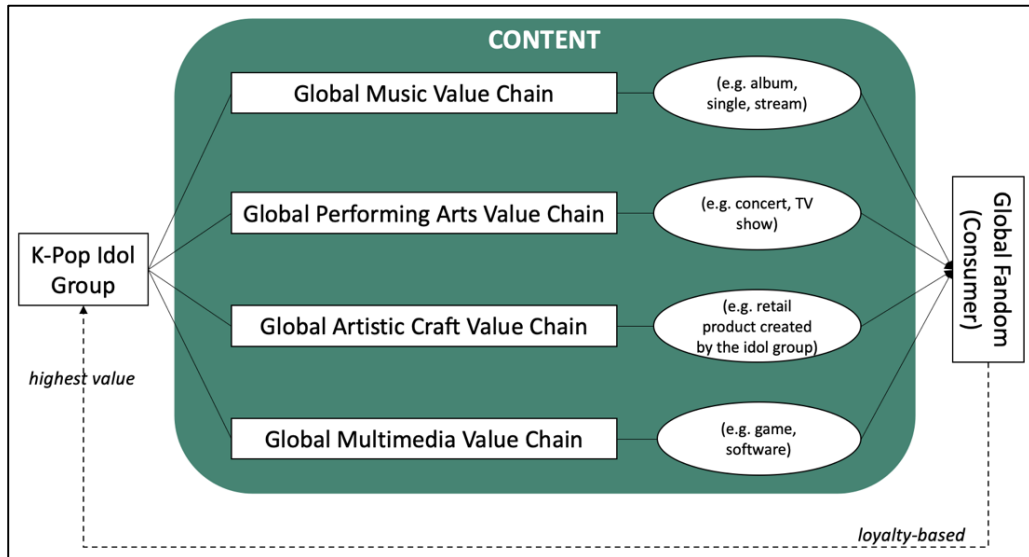 CONTENT
Global Music Value Chain
(e.g. album,
single, stream)
Global Performing Arts Value Chain
(e.g. concert, TV
show)
K-Pop Idol
Group
Global Fandom
(Consumer)
Global Artistic Craft Value Chain
(e.g. retail
product created
by the idol group)
highest value
Global Multimedia Value Chain
(e.g. game,
software)
loyalty-based